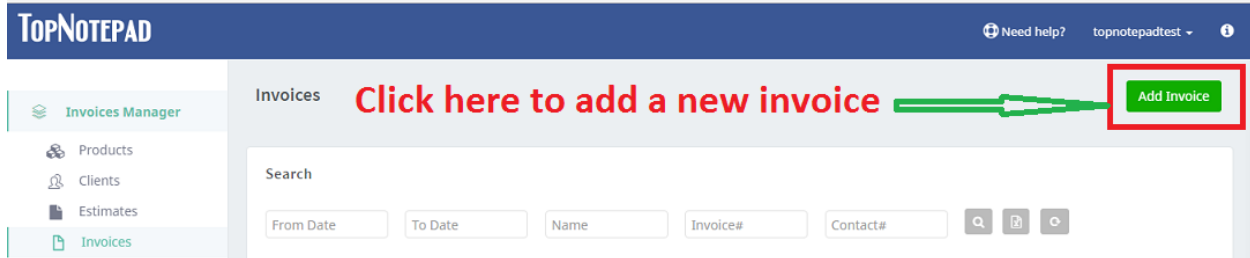 TOPNOTEPAD
Need help? topnotepadtest
Invoices Manager
Products
Clients
Estimates
Invoices
Invoices
Click here to add a new invoice
Add Invoice
Search
From Date To Date Name Invoice# Contact#